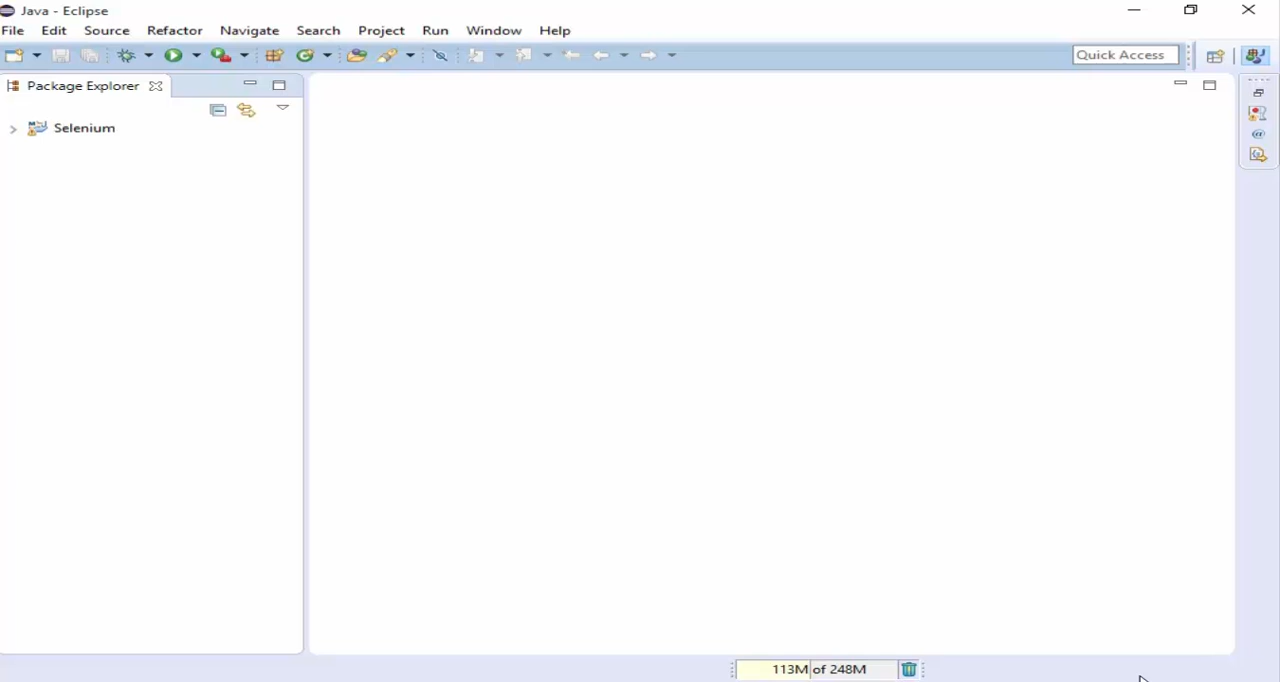 Java - Eclipse
File Edit Source Refactor Navigate Search Project Run Window Help
Quick Access
Package Explorer
Selenium
113M of 248M